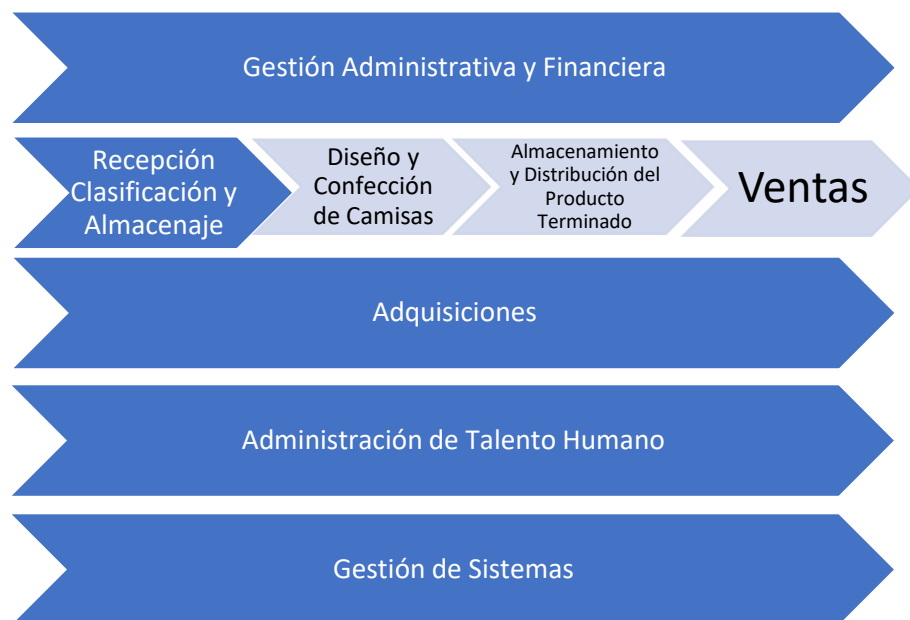 Gestión Administrativa y Financiera
Recepción
Clasificación y
Almacenaje
Diseño y
Confección
de Camisas
Almacenamiento
y Distribución del
Producto
Terminado
Ventas
Adquisiciones
Administración de Talento Humano
Gestión de Sistemas